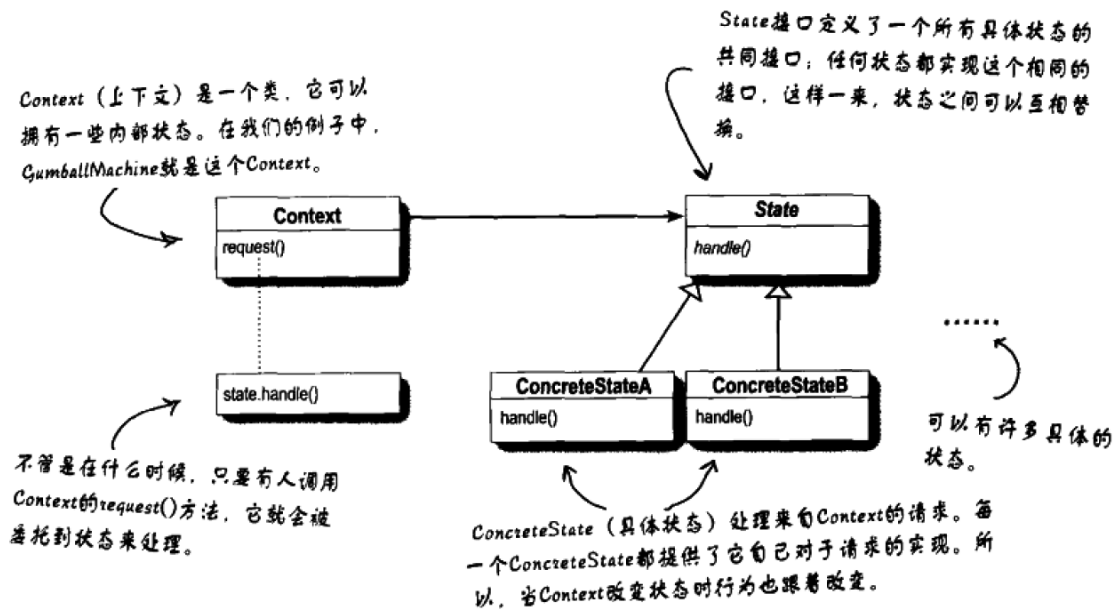 State接口定义了一个所有具体状态的
共同接口；任何状态都实现这个相同的
接口，这样一来，状态之间可以互相替
换。
Context（上下文）是一个类，它可以
拥有一些内部状态。在我们的例子中，
GumballMachine就是这个Context。
Context
request()
State
handle()
state.handle()
ConcreteStateA
handle()
ConcreteStateB
handle()
......
可以有许多具体的
状态。
不管是在什么时候，只要有人调用
Context的request()方法，它就会被
委托到状态来处理。
ConcreteState（具体状态）处理来自Context的请求。每
一个ConcreteState都提供了它自己对于请求的实现。所
以，当Context改变状态时行为也跟着改变。